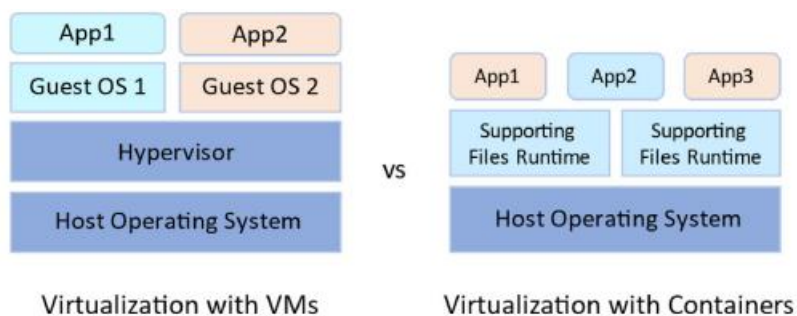 App1
App2
Guest OS 1
Guest OS 2
Hypervisor
Host Operating System
Virtualization with VMs
vs
App1
App2
App3
Supporting
Files Runtime
Supporting
Files Runtime
Host Operating System
Virtualization with Containers